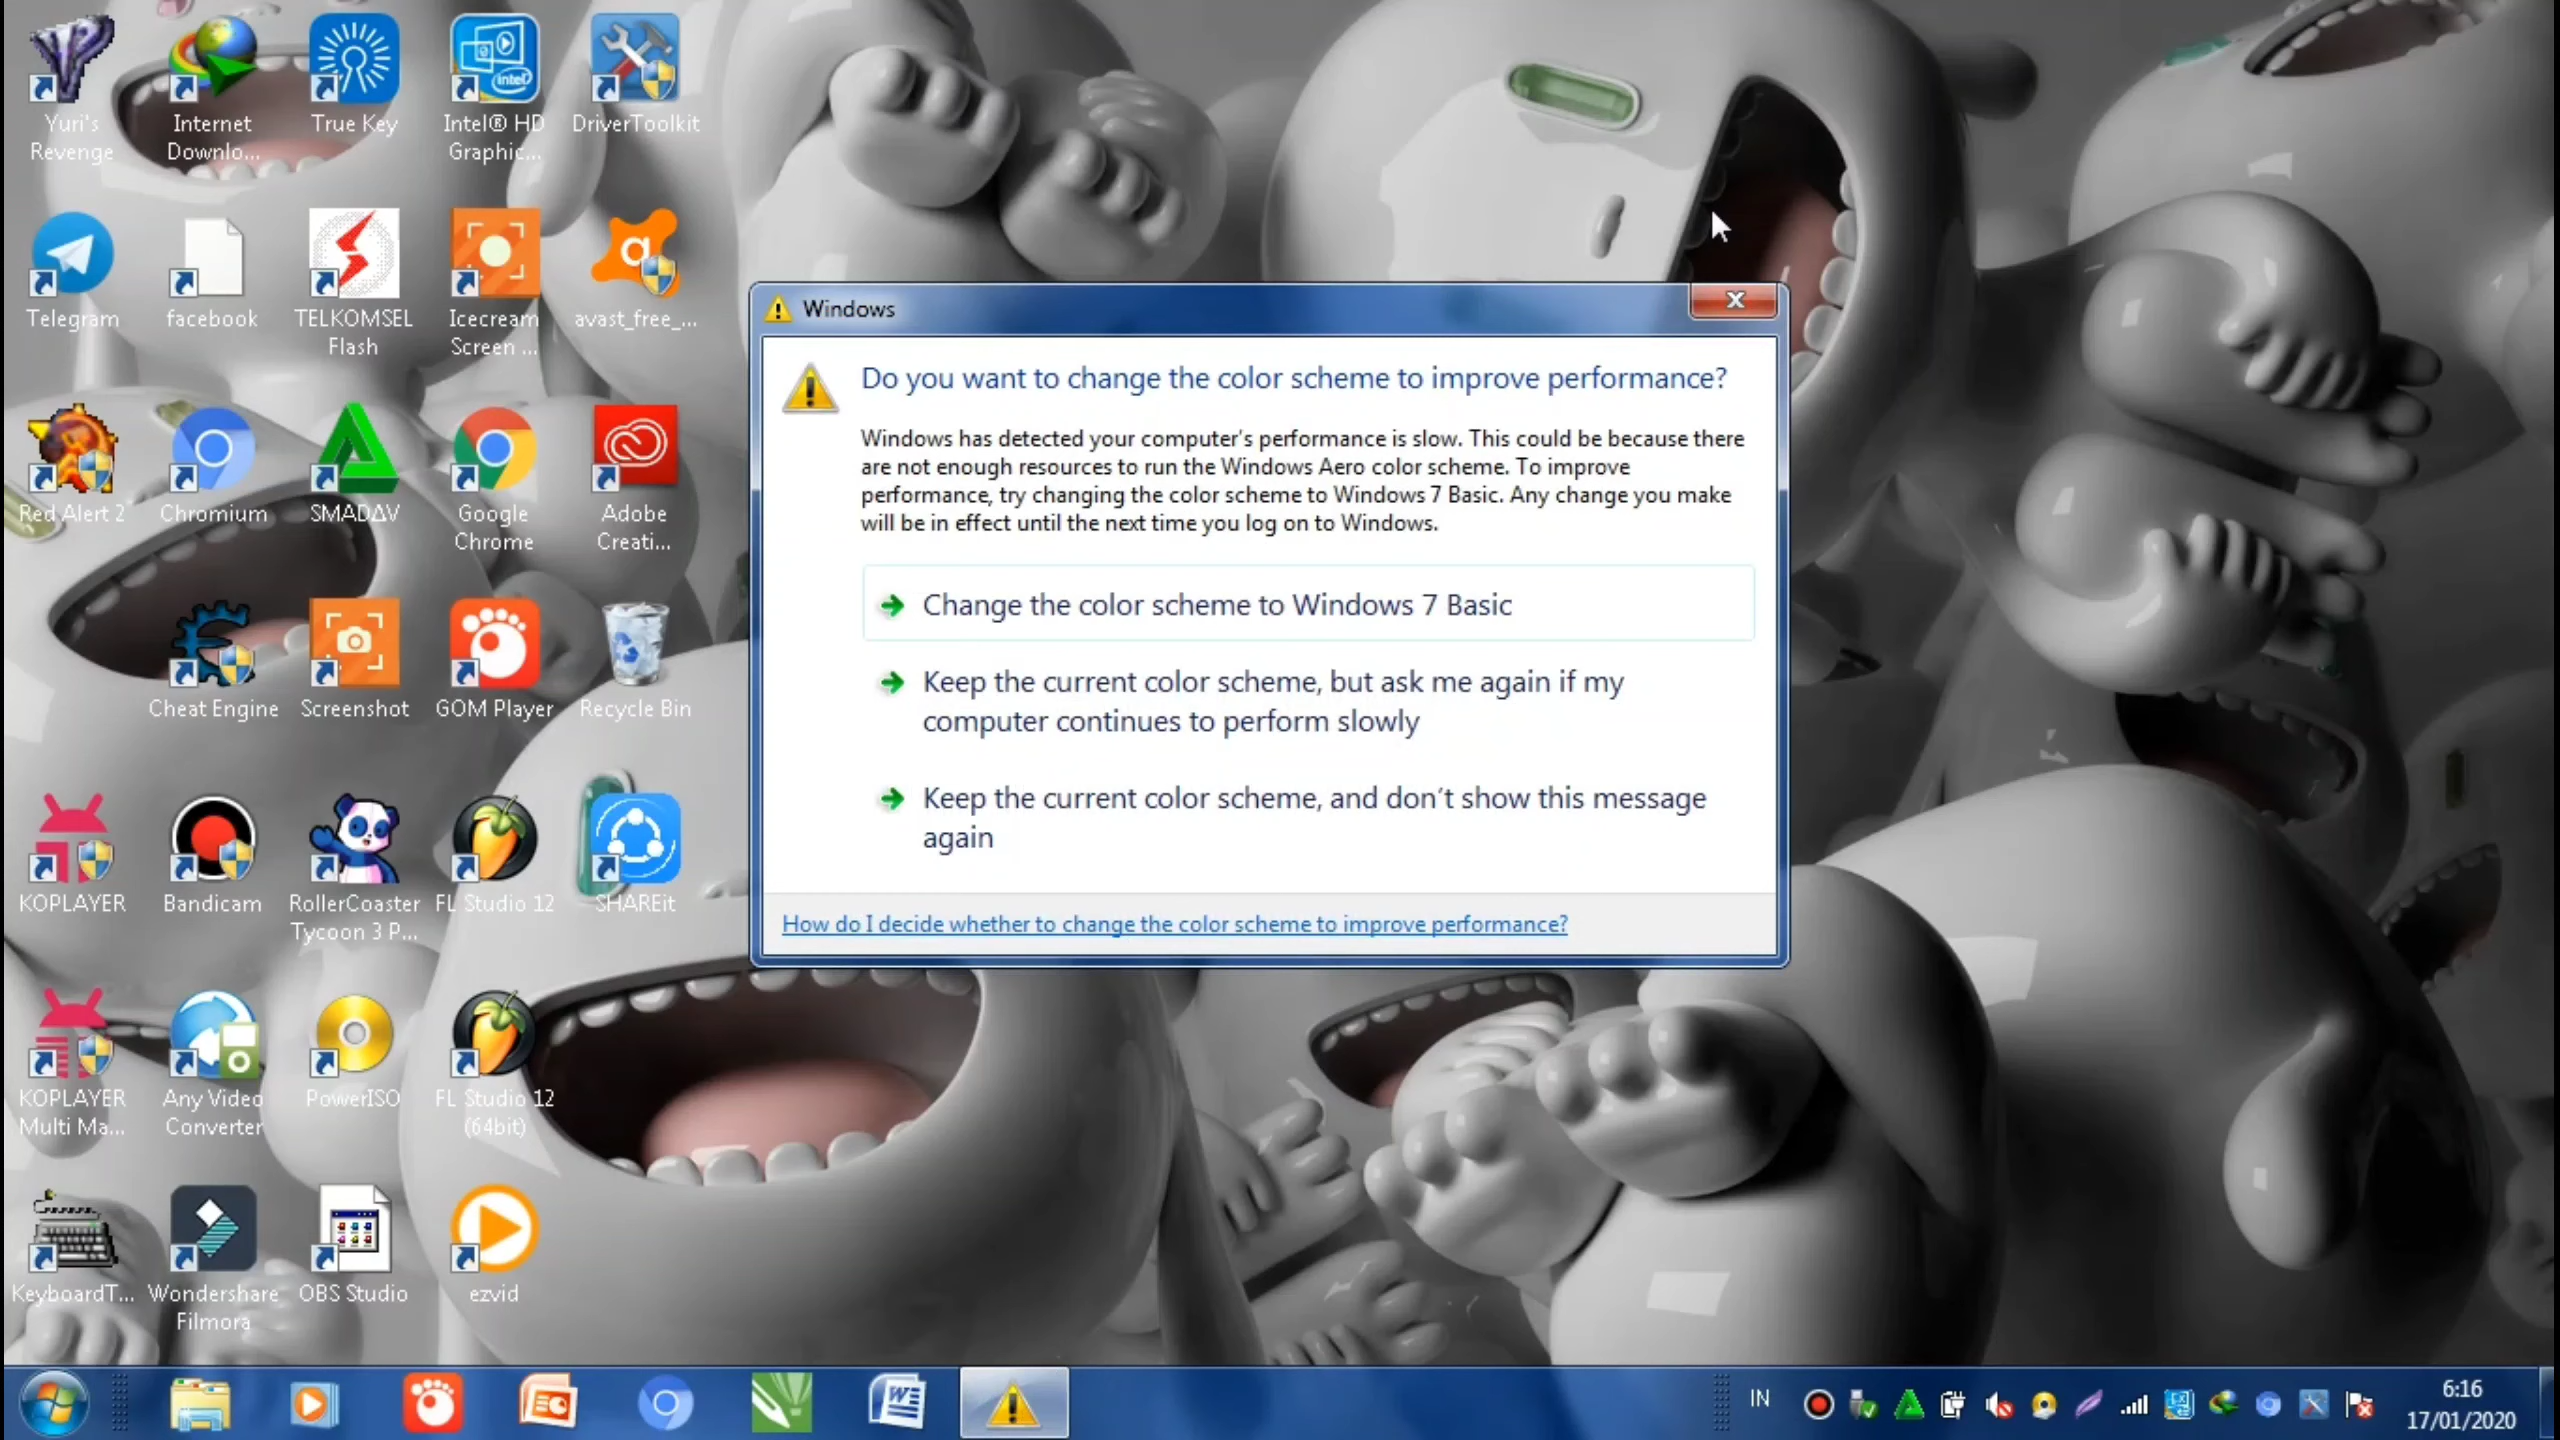 Yuri's
Revenge
Internet
Downlo...
True Key
Intel® HD
Graphic...
DriverToolkit
Telegram
facebook
TELKOMSEL
Flash
Icecream
Screen ...
avast_free_...
Red Alert 2
Chromium
SMADΔV
Google
Chrome
Adobe
Creati...
Cheat Engine
Screenshot
GOM Player
Recycle Bin
KOPLAYER
Bandicam
RollerCoaster
Tycoon 3 P...
FL Studio 12
SHAREit
KOPLAYER
Multi Ma...
Any Video
Converter
PowerISO
FL Studio 12
(64bit)
KeyboardT...
Wondershare
Filmora
OBS Studio
ezvid
Windows
Do you want to change the color scheme to improve performance?
Windows has detected your computer's performance is slow. This could be because there
are not enough resources to run the Windows Aero color scheme. To improve
performance, try changing the color scheme to Windows 7 Basic. Any change you make
will be in effect until the next time you log on to Windows.
Change the color scheme to Windows 7 Basic
Keep the current color scheme, but ask me again if my
computer continues to perform slowly
Keep the current color scheme, and don't show this message
again
How do I decide whether to change the color scheme to improve performance?
IN
6:16
17/01/2020